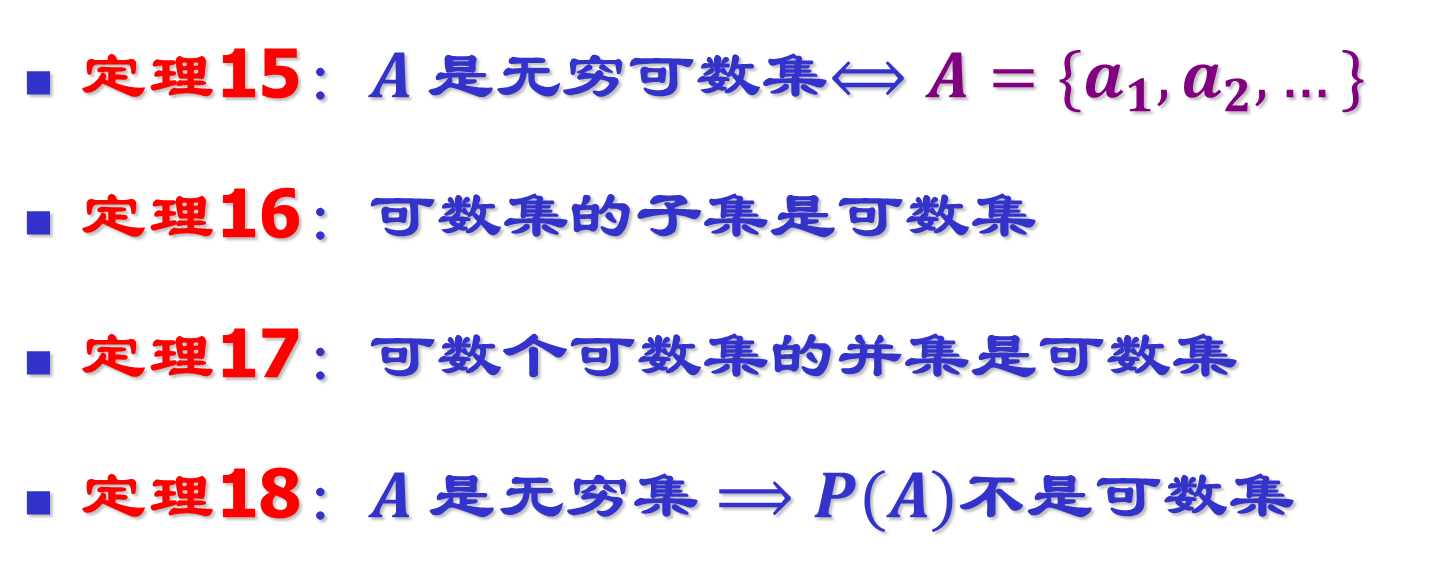 定理15：A 是无穷可数集⟺ A = {a₁, a₂, … }
定理16：可数集的子集是可数集
定理17：可数个可数集的并集是可数集
定理18：A 是无穷集 ⟹ P(A)不是可数集